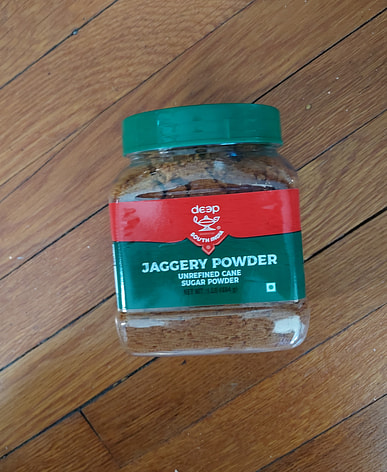 deep
SOUTH INDIA
JAGGERY POWDER
UNREFINED CANE
SUGAR POWDER